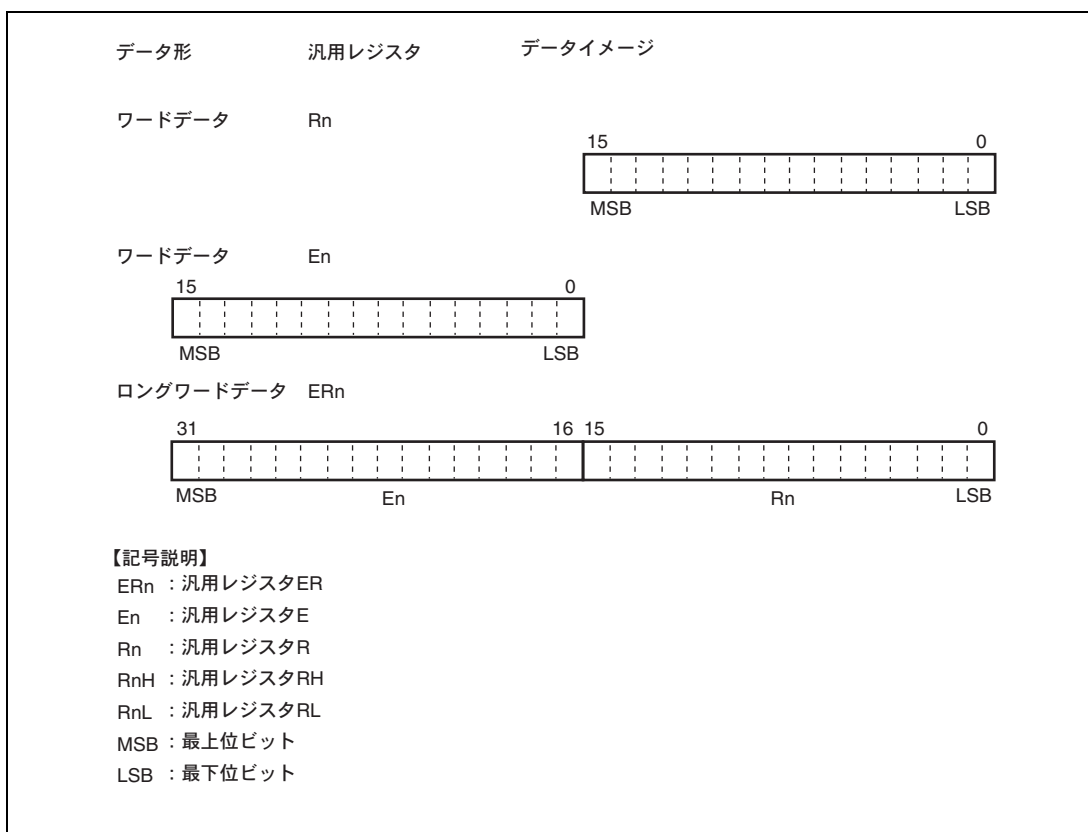 データ形 汎用レジスタ データイメージ
ワードデータ Rn
15 0
MSB LSB
ワードデータ En
15 0
MSB LSB
ロングワードデータ ERn
31 16 15 0
MSB En Rn LSB
【記号説明】
ERn ：汎用レジスタER
En ：汎用レジスタE
Rn ：汎用レジスタR
RnH ：汎用レジスタRH
RnL ：汎用レジスタRL
MSB ：最上位ビット
LSB ：最下位ビット